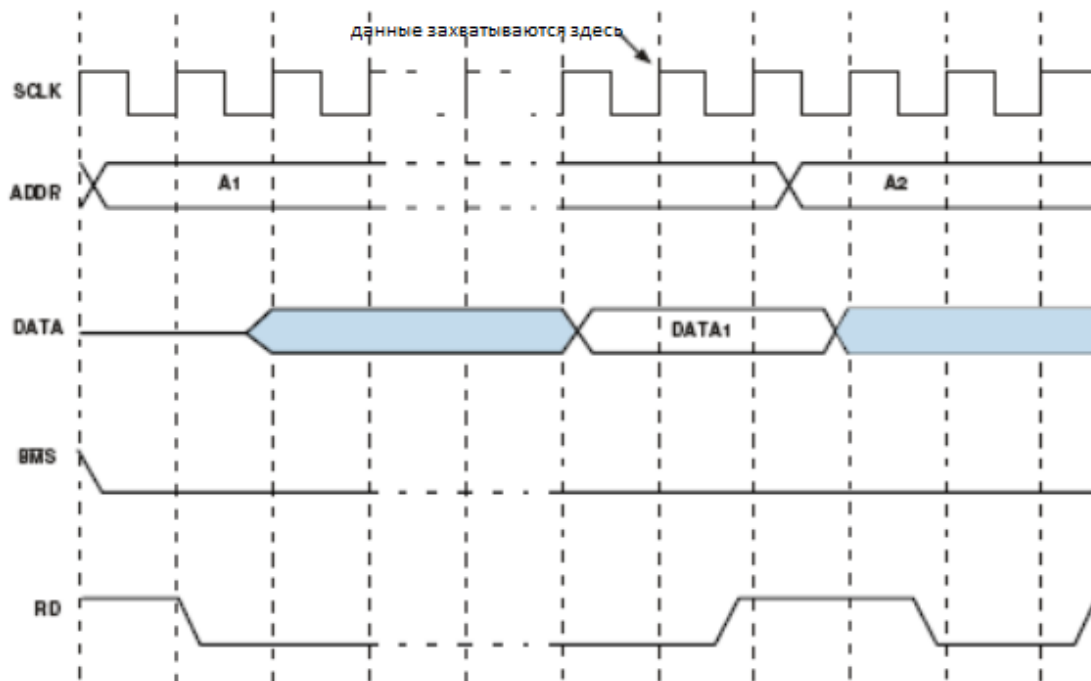 данные захватываются здесь
SCLK
ADDR A1 A2
DATA DATA1
BMS
RD